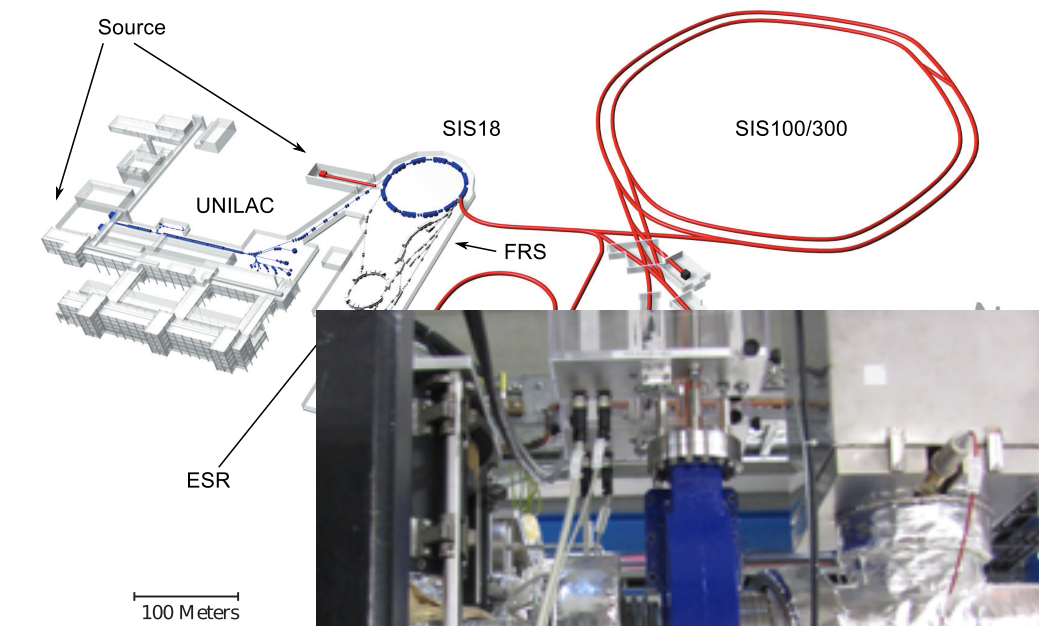 Source
SIS18
SIS100/300
UNILAC
FRS
ESR
100 Meters